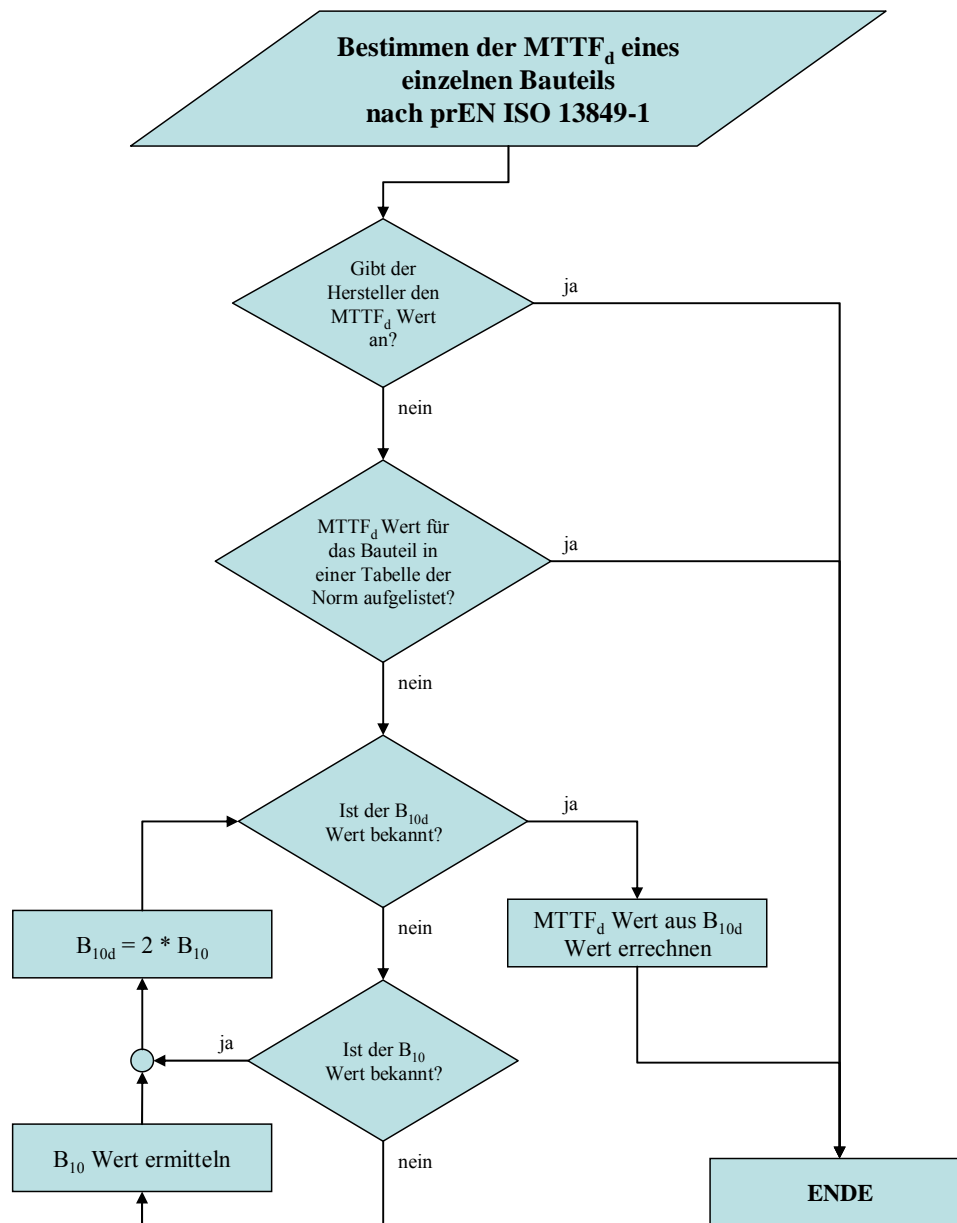 Bestimmen der MTTFd eines
einzelnen Bauteils
nach prEN ISO 13849-1
Gibt der
Hersteller den
MTTFd Wert
an?
ja
nein
MTTFd Wert für
das Bauteil in
einer Tabelle der
Norm aufgelistet?
ja
nein
Ist der B10d
Wert bekannt?
ja
nein
MTTFd Wert aus B10d
Wert errechnen
B10d = 2 * B10
Ist der B10
Wert bekannt?
ja
nein
B10 Wert ermitteln
ENDE